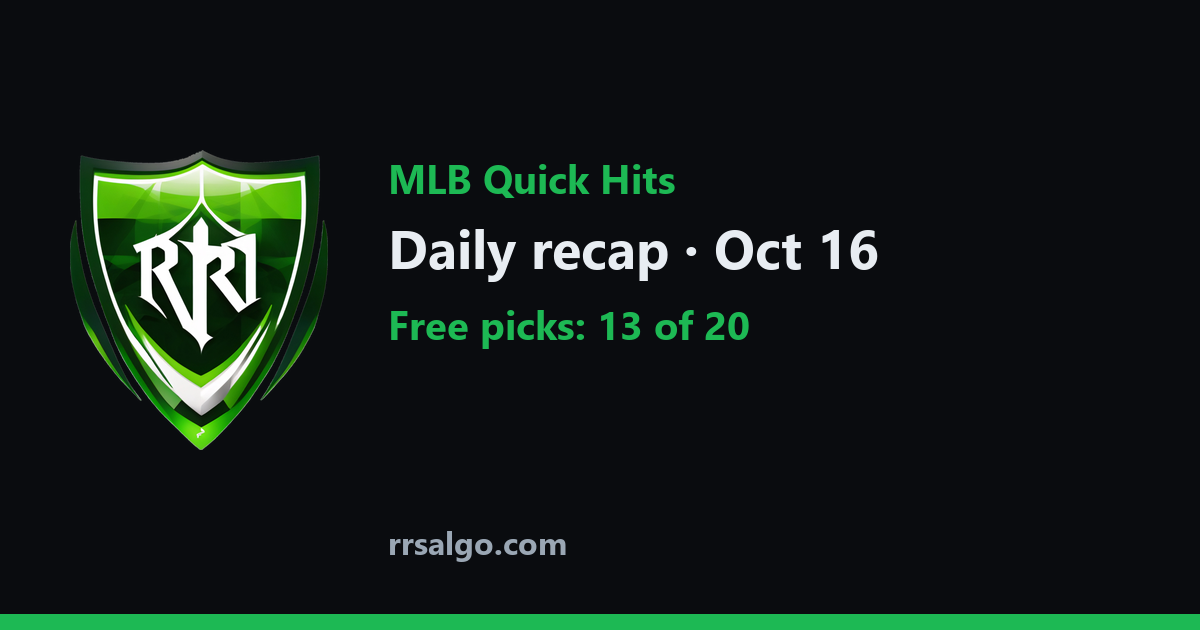 MLB Quick Hits
Daily recap · Oct 16
Free picks: 13 of 20
rrsalgo.com